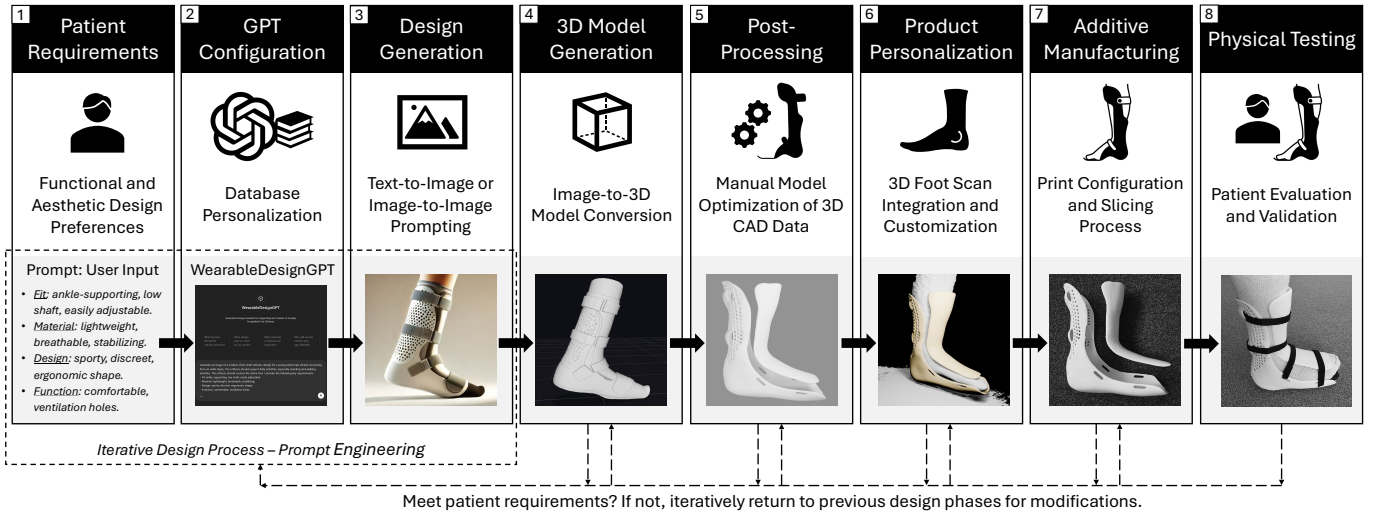 1
Patient
Requirements
Functional and
Aesthetic Design
Preferences
Prompt: User Input
• Fit: ankle-supporting, low
shaft, easily adjustable.
• Material: lightweight,
breathable, stabilizing.
• Design: sporty, discreet,
ergonomic shape.
• Function: comfortable,
ventilation holes.
2
GPT
Configuration
Database
Personalization
WearableDesignGPT
WearableDesignGPT
3
Design
Generation
Text-to-Image or
Image-to-Image
Prompting
Iterative Design Process – Prompt Engineering
4
3D Model
Generation
Image-to-3D
Model Conversion
5
Post-
Processing
Manual Model
Optimization of 3D
CAD Data
6
Product
Personalization
3D Foot Scan
Integration and
Customization
7
Additive
Manufacturing
Print Configuration
and Slicing
Process
8
Physical Testing
Patient Evaluation
and Validation
Meet patient requirements? If not, iteratively return to previous design phases for modifications.